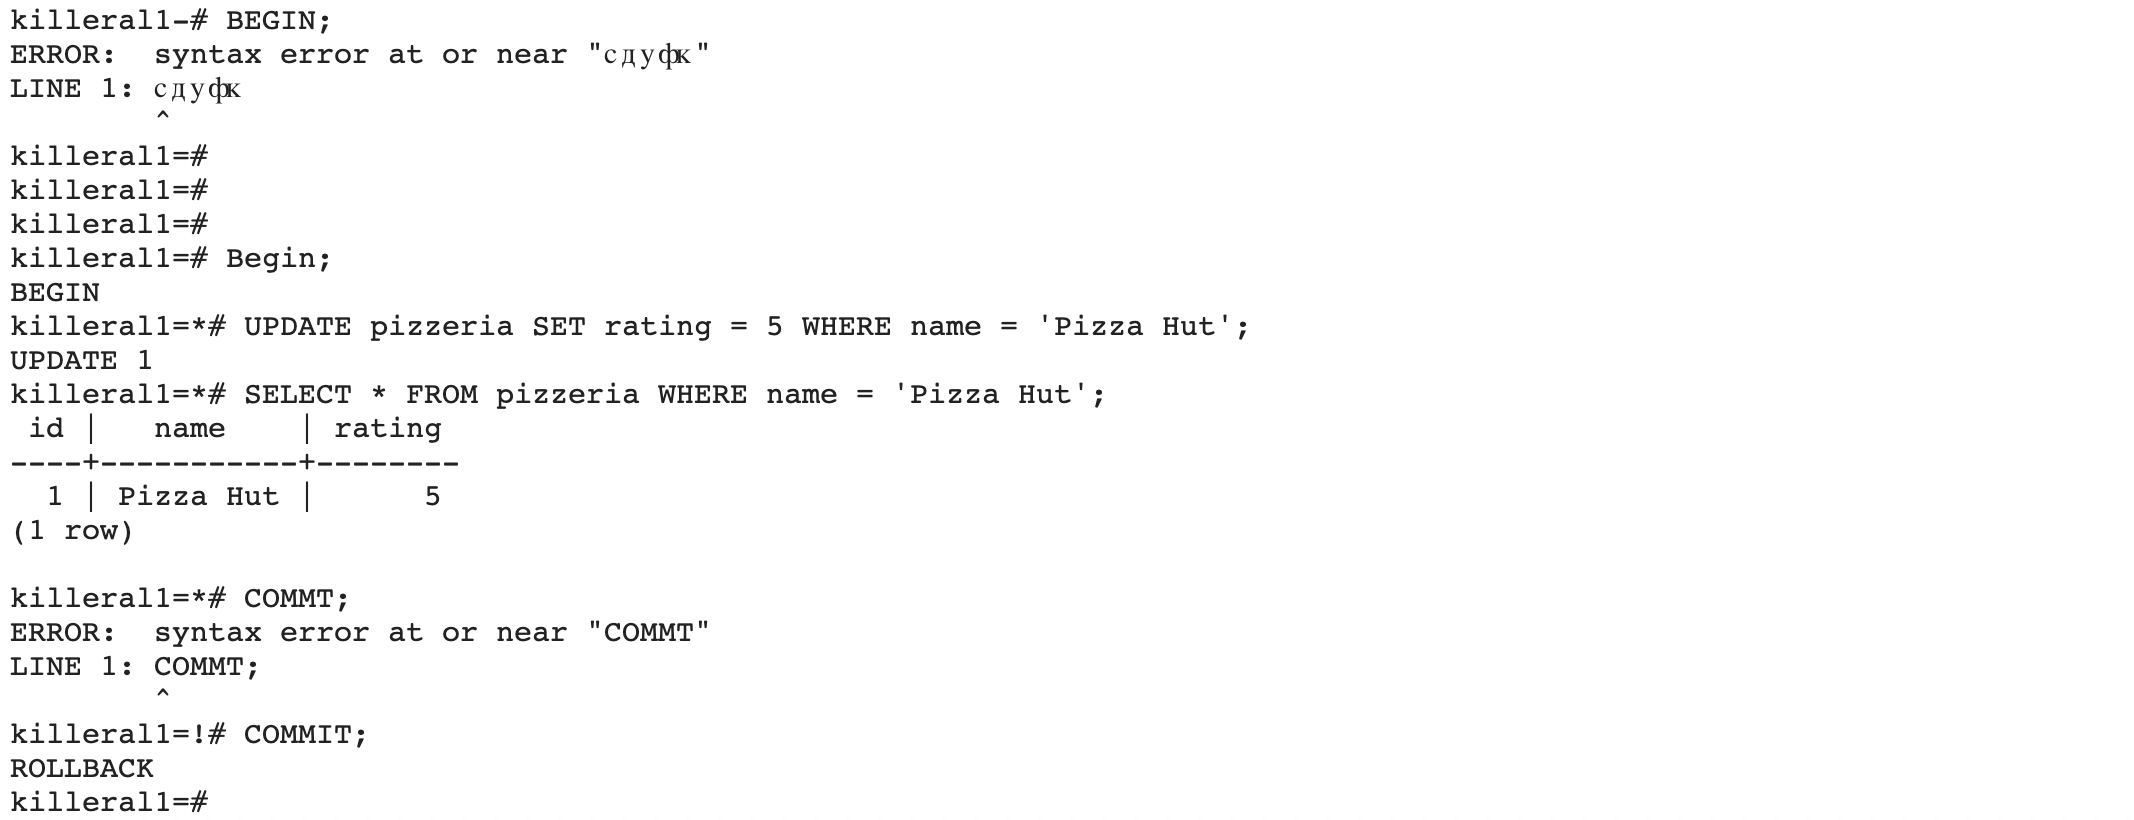 killeral1-# BEGIN;
ERROR:  syntax error at or near "сдуфк"
LINE 1: сдуфк
        ^
killeral1=#
killeral1=#
killeral1=#
killeral1=# Begin;
BEGIN
killeral1=*# UPDATE pizzeria SET rating = 5 WHERE name = 'Pizza Hut';
UPDATE 1
killeral1=*# SELECT * FROM pizzeria WHERE name = 'Pizza Hut';
 id |   name    | rating
----+-----------+--------
  1 | Pizza Hut |      5
(1 row)

killeral1=*# COMMT;
ERROR:  syntax error at or near "COMMT"
LINE 1: COMMT;
        ^
killeral1=!# COMMIT;
ROLLBACK
killeral1=#